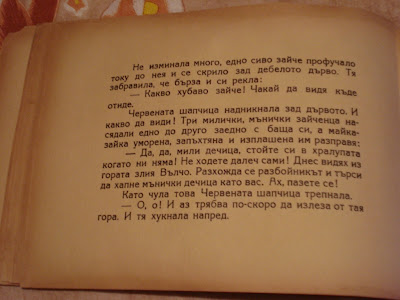 Не изминала много, едно сиво зайче профучало
току до нея и се скрило зад дебелото дърво. Тя
забравила, че бърза и си рекла:
— Какво хубаво зайче! Чакай да видя къде
отиде.
Червената шапчица надникнала зад дървото. И
какво да види! Три милички, мънички зайченца на-
сядали едно до друго заедно с баща си, а майка-
зайка уморена, запъхтяна и изплашена им разправя:
— Да, да, мили дечица, стойте си в хралупата
когато ни няма! Не ходете далеч сами! Днес видях из
гората злия Вълчо. Разхожда се разбойникът и търси
да хапне мънички дечица като вас. Ах, пазете се!
Като чула това Червената шапчица трепнала.
— О, о! И аз трябва по-скоро да излеза от тая
гора. И тя хукнала напред.